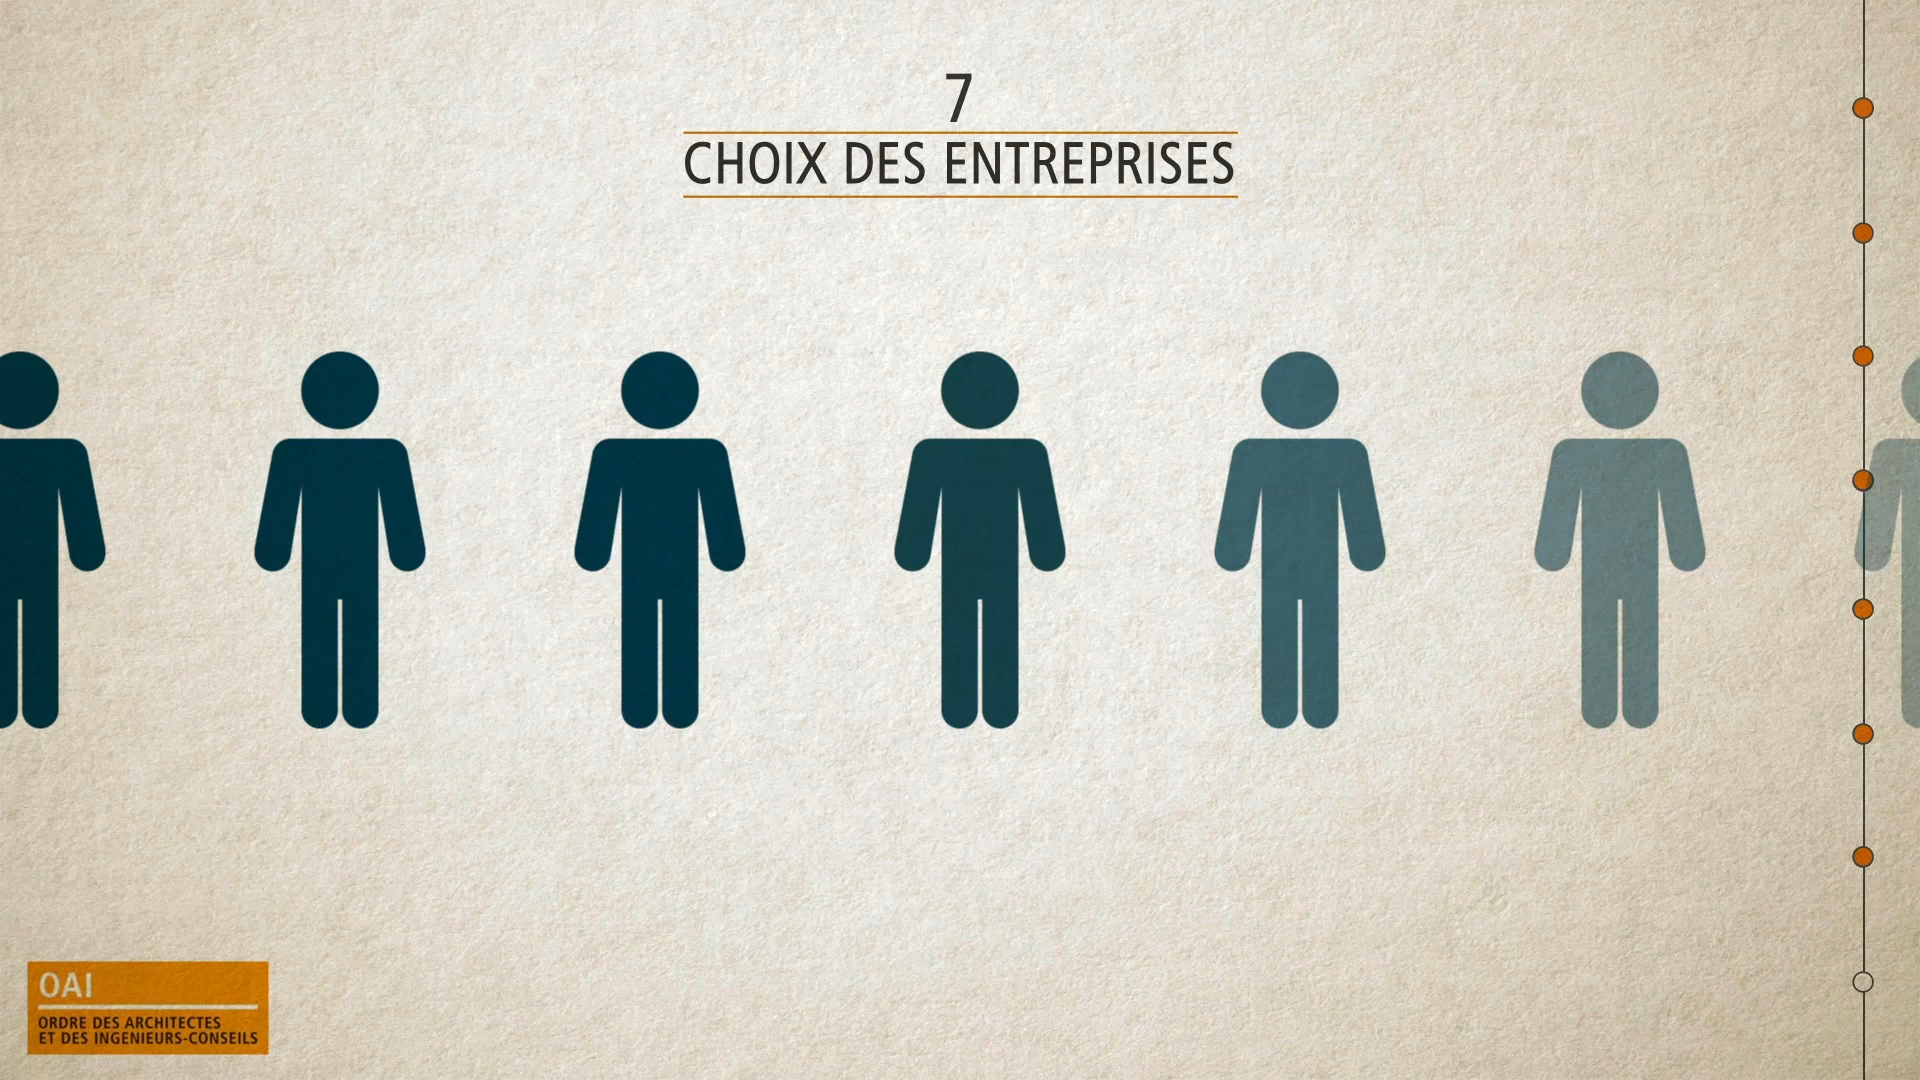 7
CHOIX DES ENTREPRISES
OAI
ORDRE DES ARCHITECTES
ET DES INGENIEURS-CONSEILS